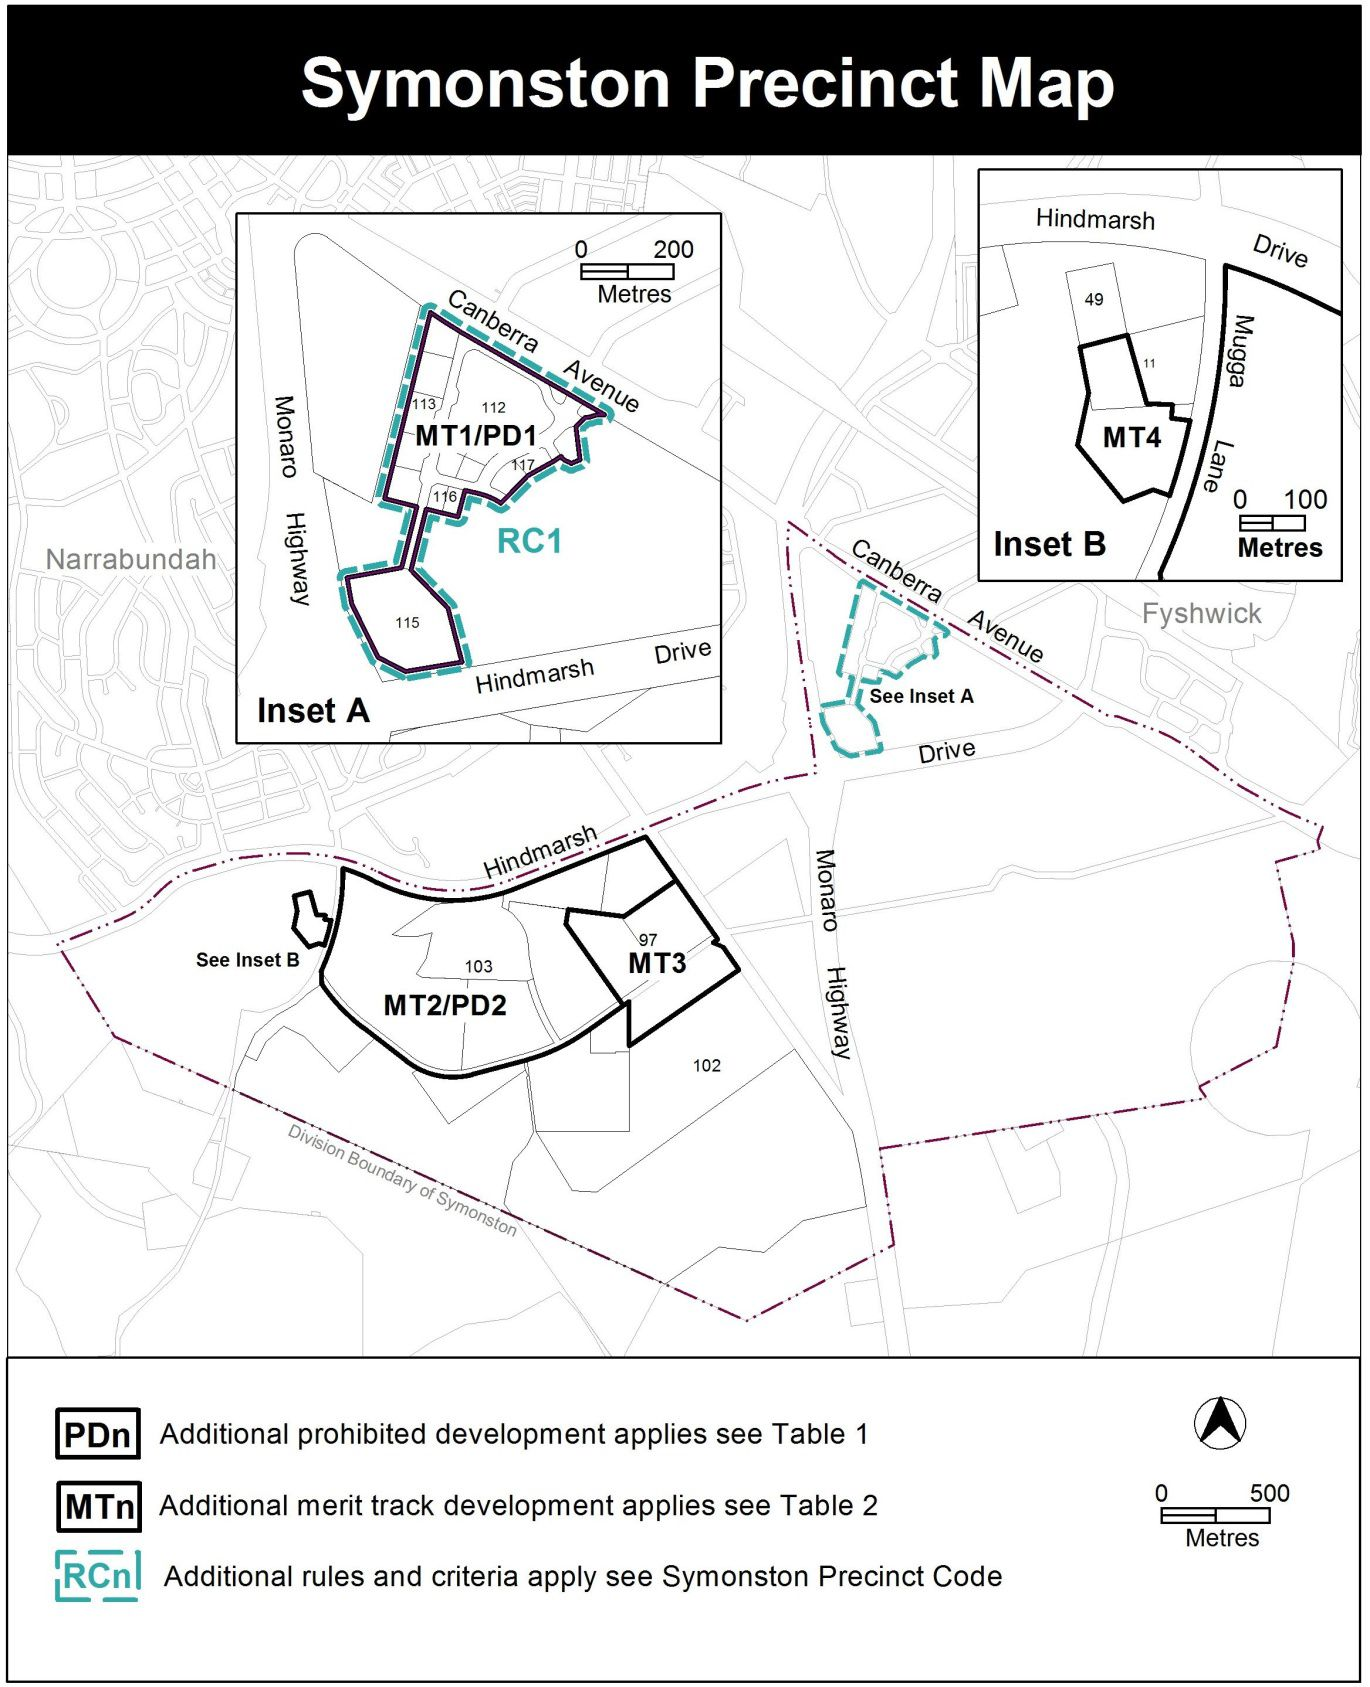 Symonston Precinct Map
0 200
Metres
Canberra
Avenue
Monaro
Highway
113
112
MT1/PD1
117
116
RC1
115
Hindmarsh
Drive
Inset A
Hindmarsh
Drive
49
11
Mugga
Lane
MT4
0 100
Metres
Inset B
Narrabundah
Fyshwick
Canberra
Avenue
See Inset A
Drive
Hindmarsh
Monaro
Highway
See Inset B
97
MT3
103
MT2/PD2
102
Division Boundary of Symonston
PDn Additional prohibited development applies see Table 1
MTn Additional merit track development applies see Table 2
RCn Additional rules and criteria apply see Symonston Precinct Code
0 500
Metres